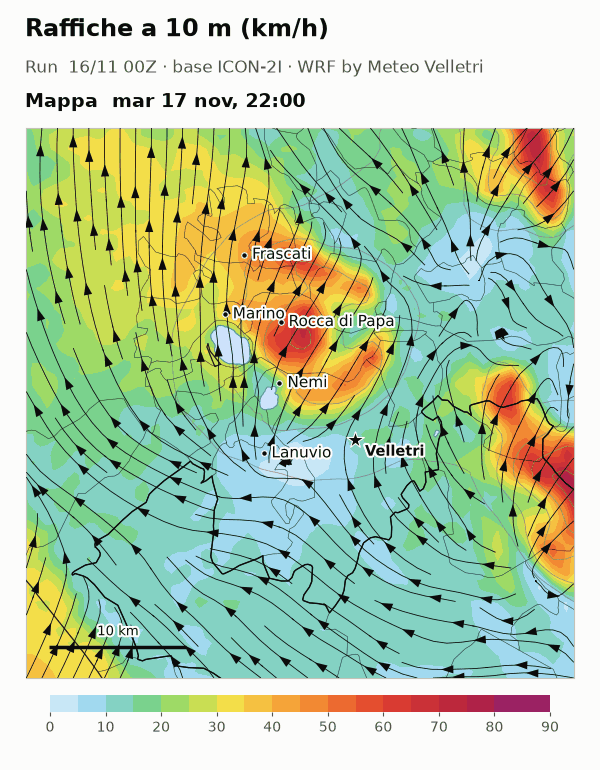 Raffiche a 10 m (km/h)
Run  16/11 00Z · base ICON-2I · WRF by Meteo Velletri
Mappa  mar 17 nov, 22:00
Frascati
Marino
Rocca di Papa
Nemi
Velletri
Lanuvio
10 km
0 10 20 30 40 50 60 70 80 90